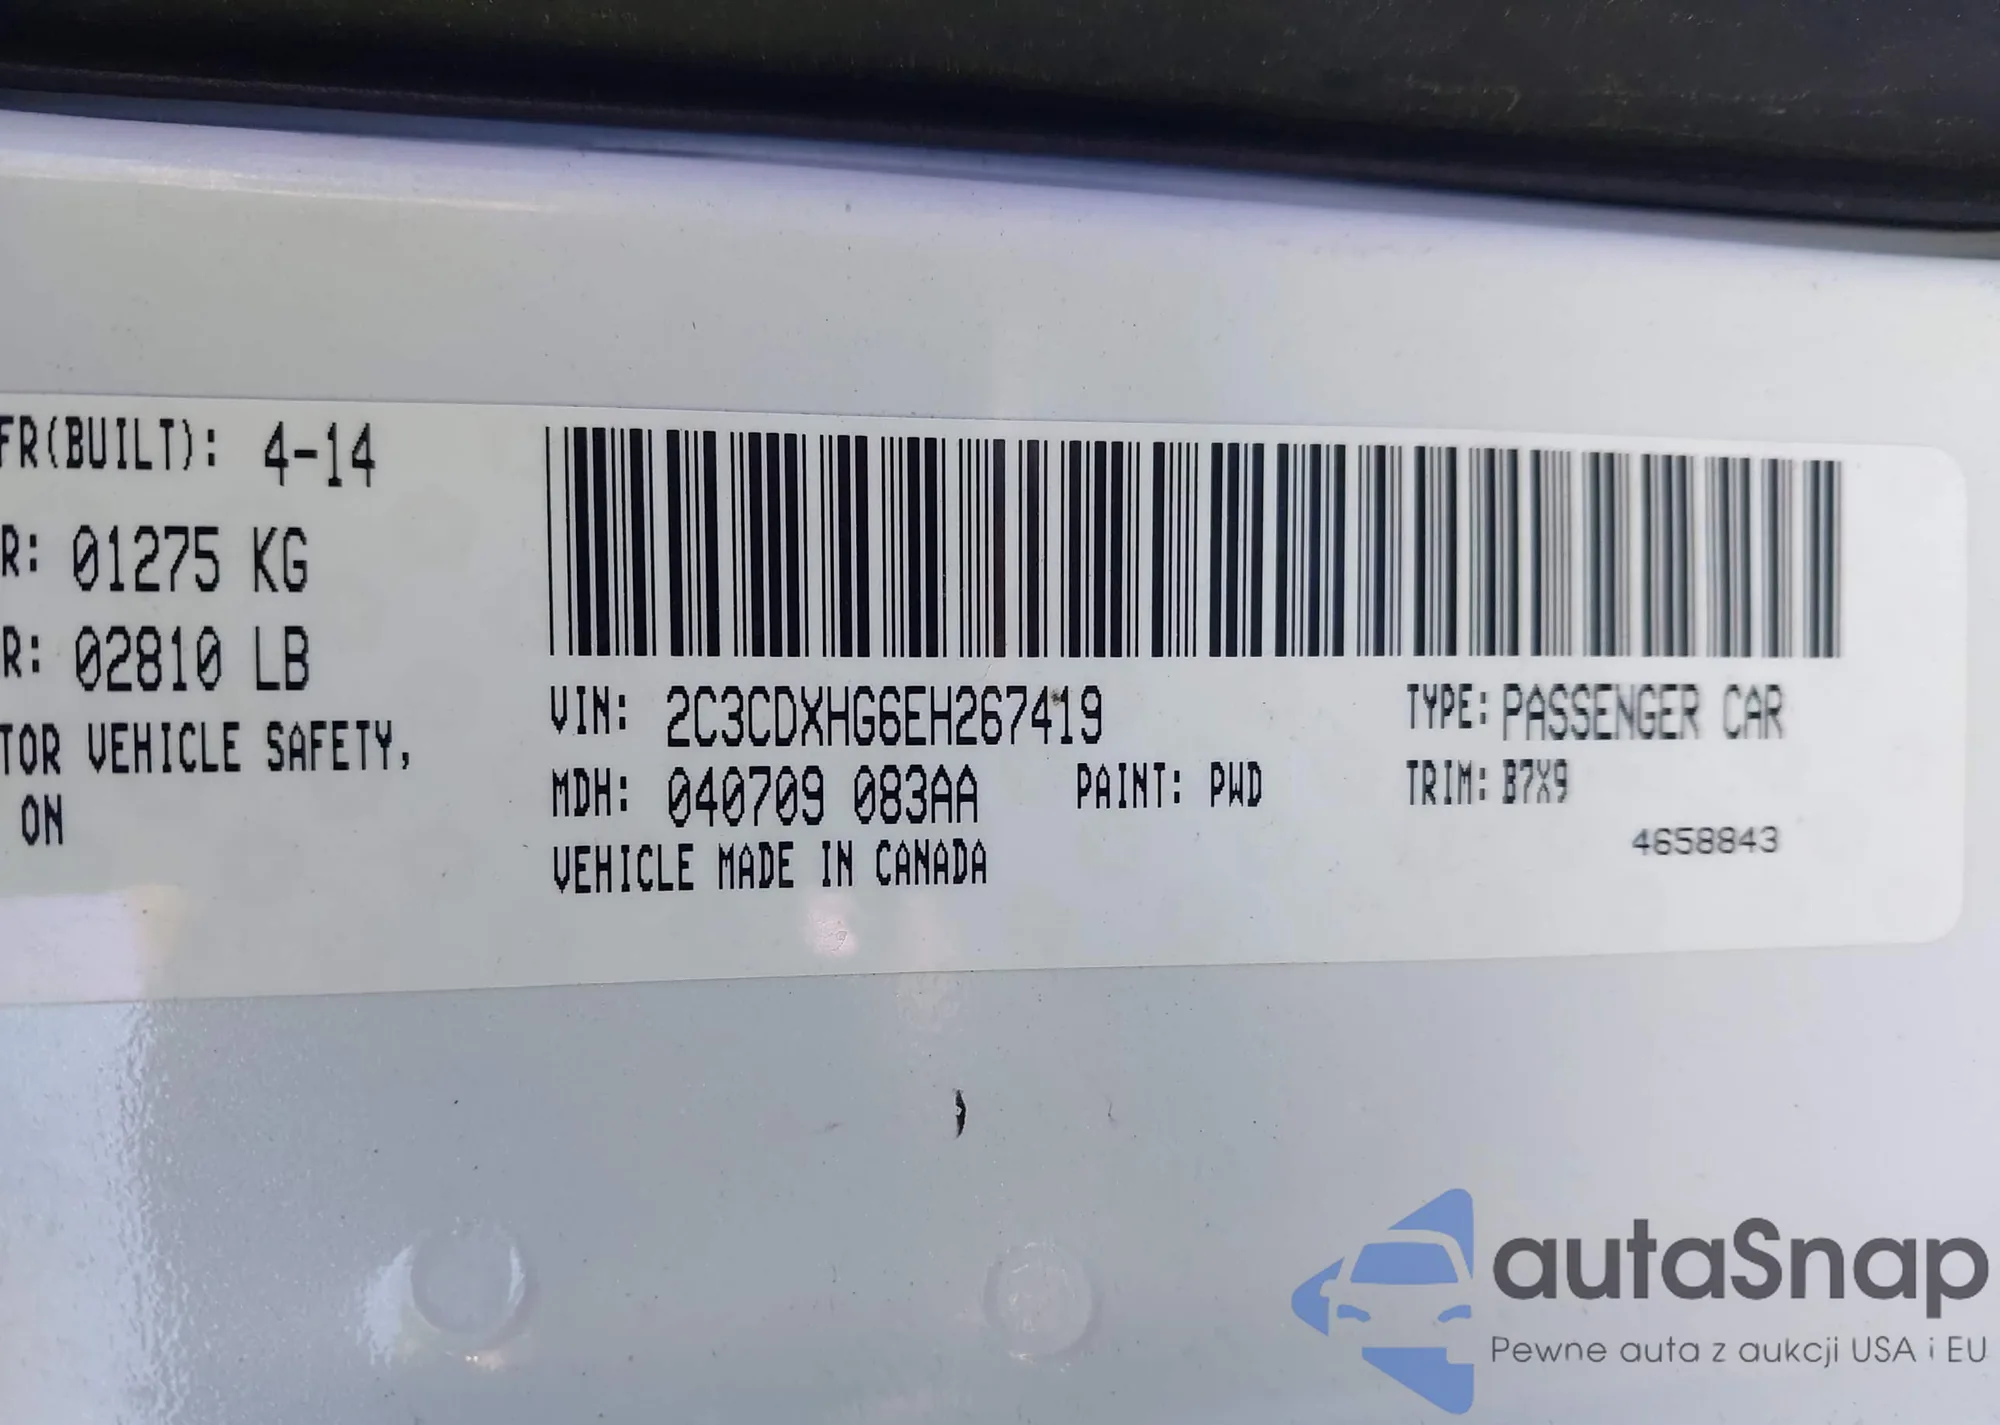 FR(BUILT): 4-14
R: 01275 KG
R: 02810 LB
TOR VEHICLE SAFETY,
ON
VIN: 2C3CDXHG6EH267419
TYPE: PASSENGER CAR
MDH: 040709 083AA
PAINT: PWD
TRIM: B7X9
VEHICLE MADE IN CANADA
4658843
autaSnap
Pewne auta z aukcji USA i EU